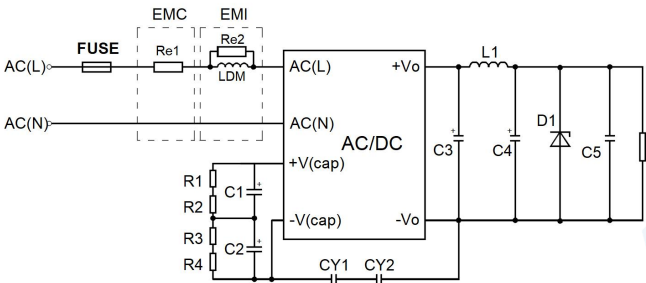 EMC EMI
FUSE Re1 Re2 L1
AC(L) LDM AC(L) +Vo
AC(N) AC(N) D1
AC/DC C3 C4 C5
+V(cap)
R1 C1
R2
-V(cap) -Vo
R3 C2
R4 CY1 CY2
+
+
+
+